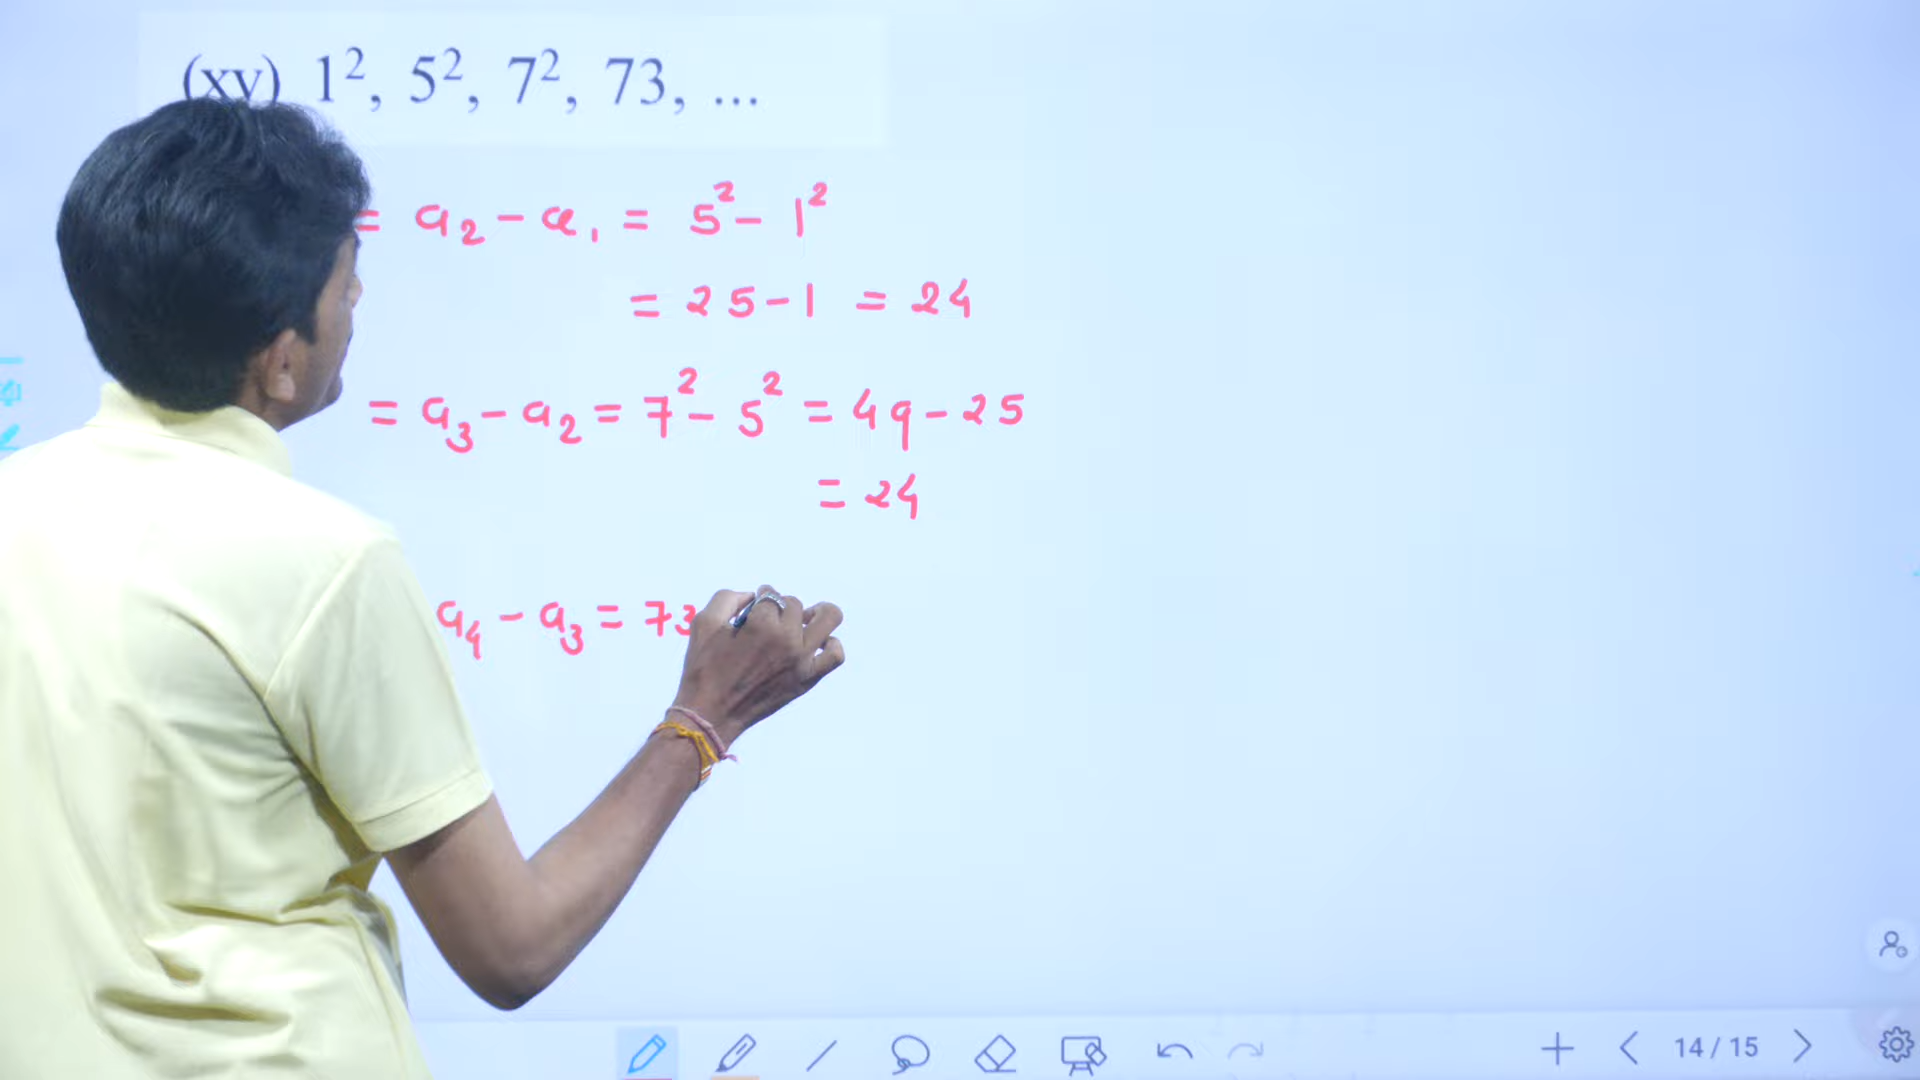 (xv) 1², 5², 7², 73, ...
= a₂ - a₁ = 5² - 1²
= 25 - 1 = 24
= a₃ - a₂ = 7² - 5² = 49 - 25
= 24
a₄ - a₃ = 73
14 / 15